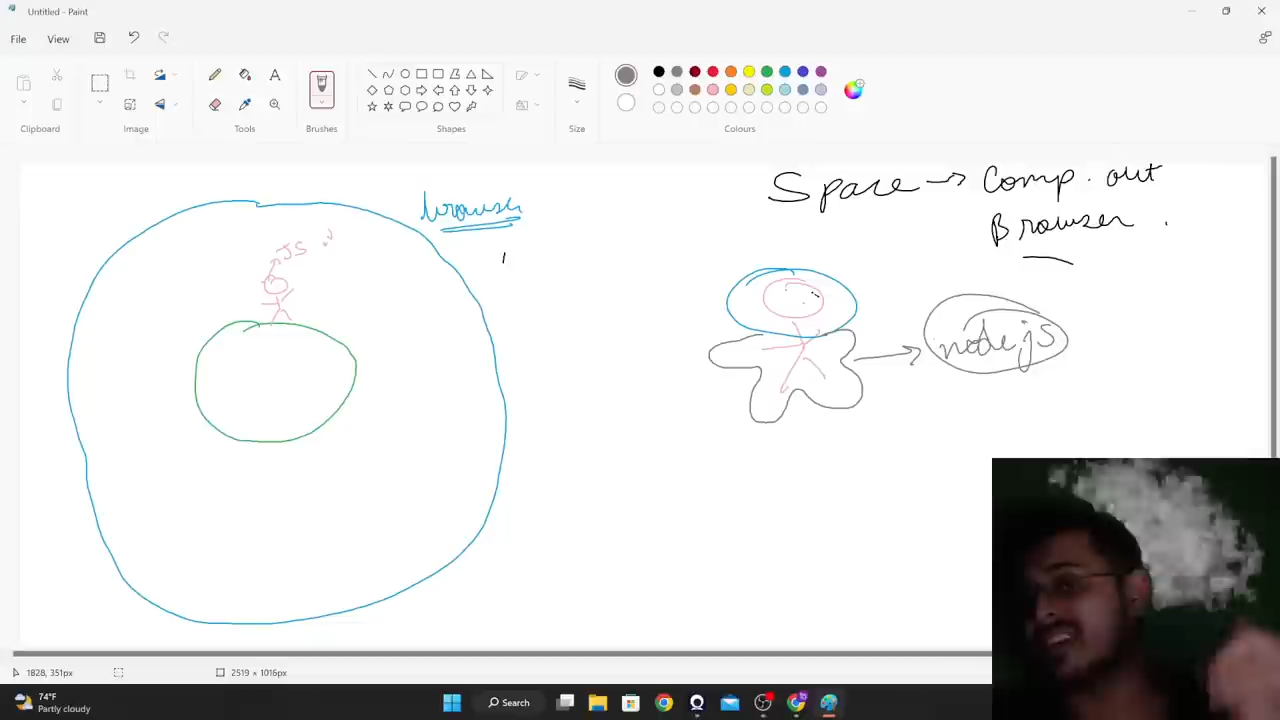 Untitled - Paint
File
View
Clipboard
Image
Tools
Brushes
Shapes
Size
Colours
browser
JS
Space → Comp. out
Browser.
node.js
1828, 351px
2519 × 1016px
74°F
Partly cloudy
Search